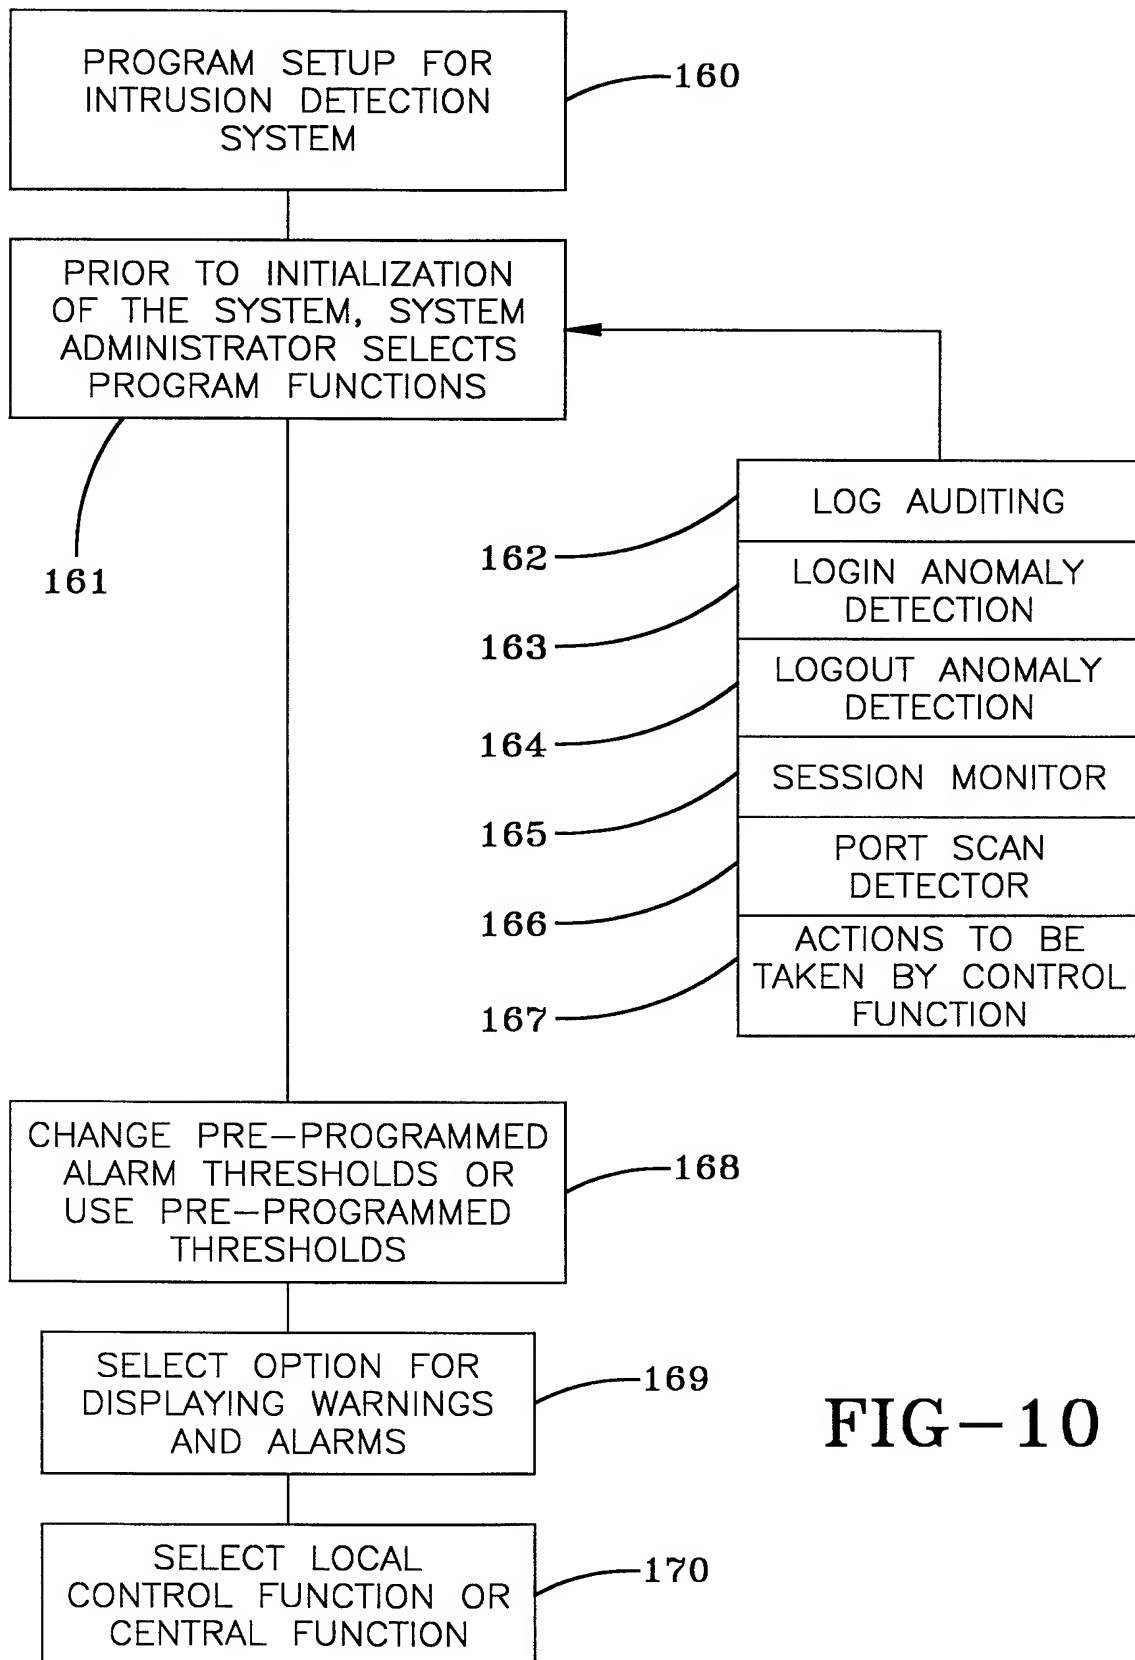 PROGRAM SETUP FOR
INTRUSION DETECTION
SYSTEM
160
PRIOR TO INITIALIZATION
OF THE SYSTEM, SYSTEM
ADMINISTRATOR SELECTS
PROGRAM FUNCTIONS
161
LOG AUDITING
162
LOGIN ANOMALY
DETECTION
163
LOGOUT ANOMALY
DETECTION
164
SESSION MONITOR
165
PORT SCAN
DETECTOR
166
ACTIONS TO BE
TAKEN BY CONTROL
FUNCTION
167
CHANGE PRE-PROGRAMMED
ALARM THRESHOLDS OR
USE PRE-PROGRAMMED
THRESHOLDS
168
SELECT OPTION FOR
DISPLAYING WARNINGS
AND ALARMS
169
SELECT LOCAL
CONTROL FUNCTION OR
CENTRAL FUNCTION
170
FIG-10